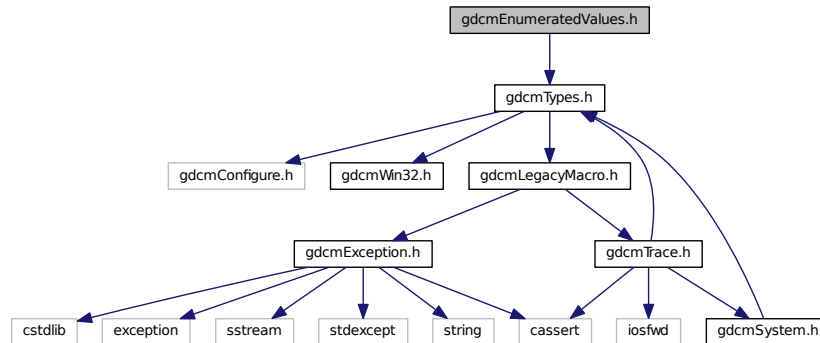 gdcmEnumeratedValues.h
gdcmTypes.h
gdcmConfigure.h
gdcmWin32.h
gdcmLegacyMacro.h
gdcmException.h
gdcmTrace.h
cstdlib
exception
sstream
stdexcept
string
cassert
iosfwd
gdcmSystem.h